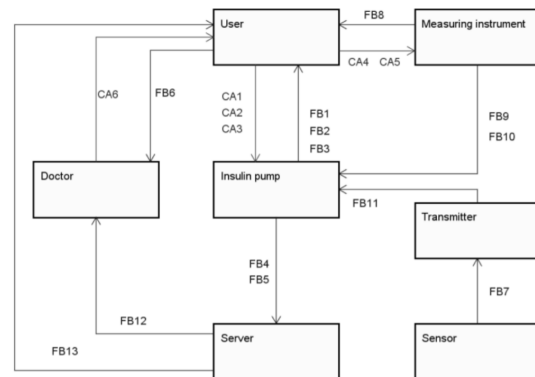 User
Measuring instrument
FB8
CA4 CA5
CA6
FB6
CA1
CA2
CA3
FB1
FB2
FB3
FB9
FB10
Doctor
Insulin pump
FB11
Transmitter
FB4
FB5
FB7
FB12
FB13
Server
Sensor